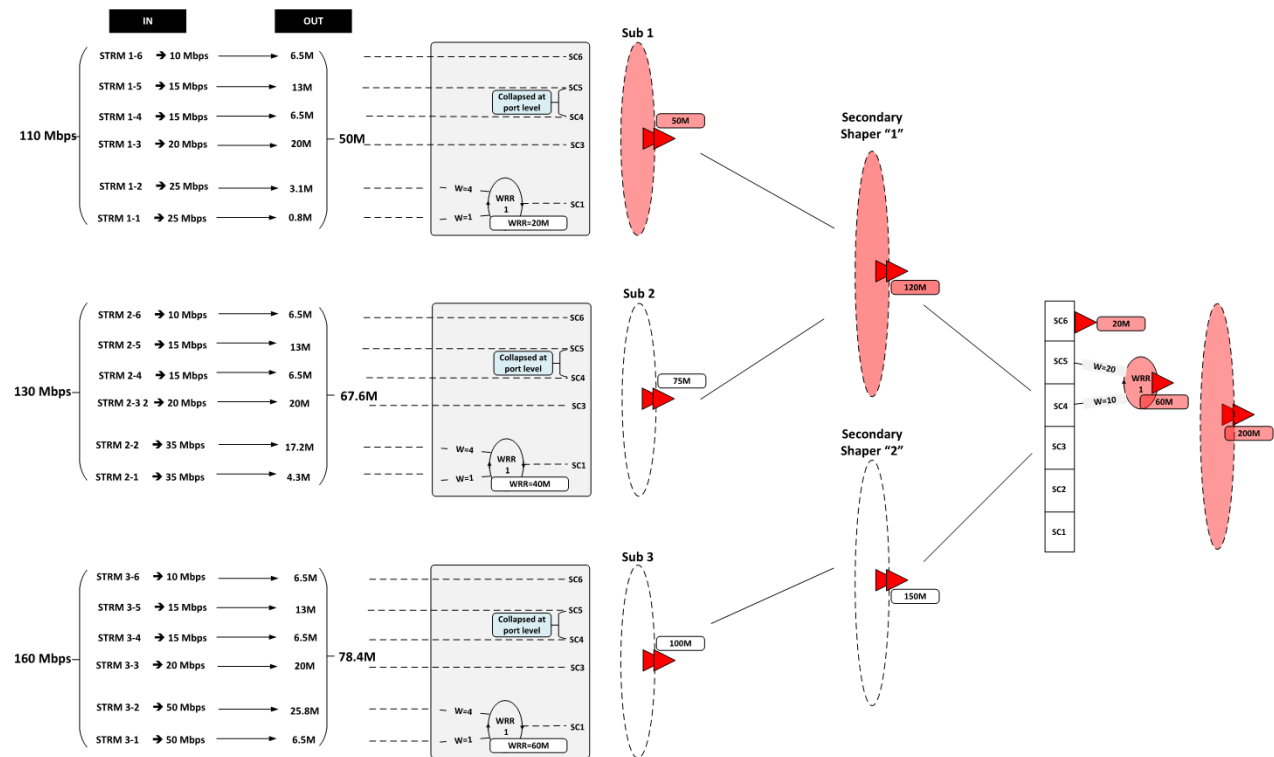 IN
OUT
STRM 1-6 ➔ 10 Mbps 6.5M
STRM 1-5 ➔ 15 Mbps 13M
STRM 1-4 ➔ 15 Mbps 6.5M
STRM 1-3 ➔ 20 Mbps 20M
STRM 1-2 ➔ 25 Mbps 3.1M
STRM 1-1 ➔ 25 Mbps 0.8M
110 Mbps
50M
SC6
SC5
Collapsed at
port level
SC4
SC3
W=4
WRR
1
W=1
SC1
WRR=20M
Sub 1
50M
STRM 2-6 ➔ 10 Mbps 6.5M
STRM 2-5 ➔ 15 Mbps 13M
STRM 2-4 ➔ 15 Mbps 6.5M
STRM 2-3 2 ➔ 20 Mbps 20M
STRM 2-2 ➔ 35 Mbps 17.2M
STRM 2-1 ➔ 35 Mbps 4.3M
130 Mbps
67.6M
SC6
SC5
Collapsed at
port level
SC4
SC3
W=4
WRR
1
W=1
SC1
WRR=40M
Sub 2
75M
STRM 3-6 ➔ 10 Mbps 6.5M
STRM 3-5 ➔ 15 Mbps 13M
STRM 3-4 ➔ 15 Mbps 6.5M
STRM 3-3 ➔ 20 Mbps 20M
STRM 3-2 ➔ 50 Mbps 25.8M
STRM 3-1 ➔ 50 Mbps 6.5M
160 Mbps
78.4M
SC6
SC5
Collapsed at
port level
SC4
SC3
W=4
WRR
1
W=1
SC1
WRR=60M
Sub 3
100M
Secondary
Shaper “1”
120M
Secondary
Shaper “2”
150M
SC6
SC5
SC4
SC3
SC2
SC1
20M
W=20
W=10
WRR
1
60M
200M